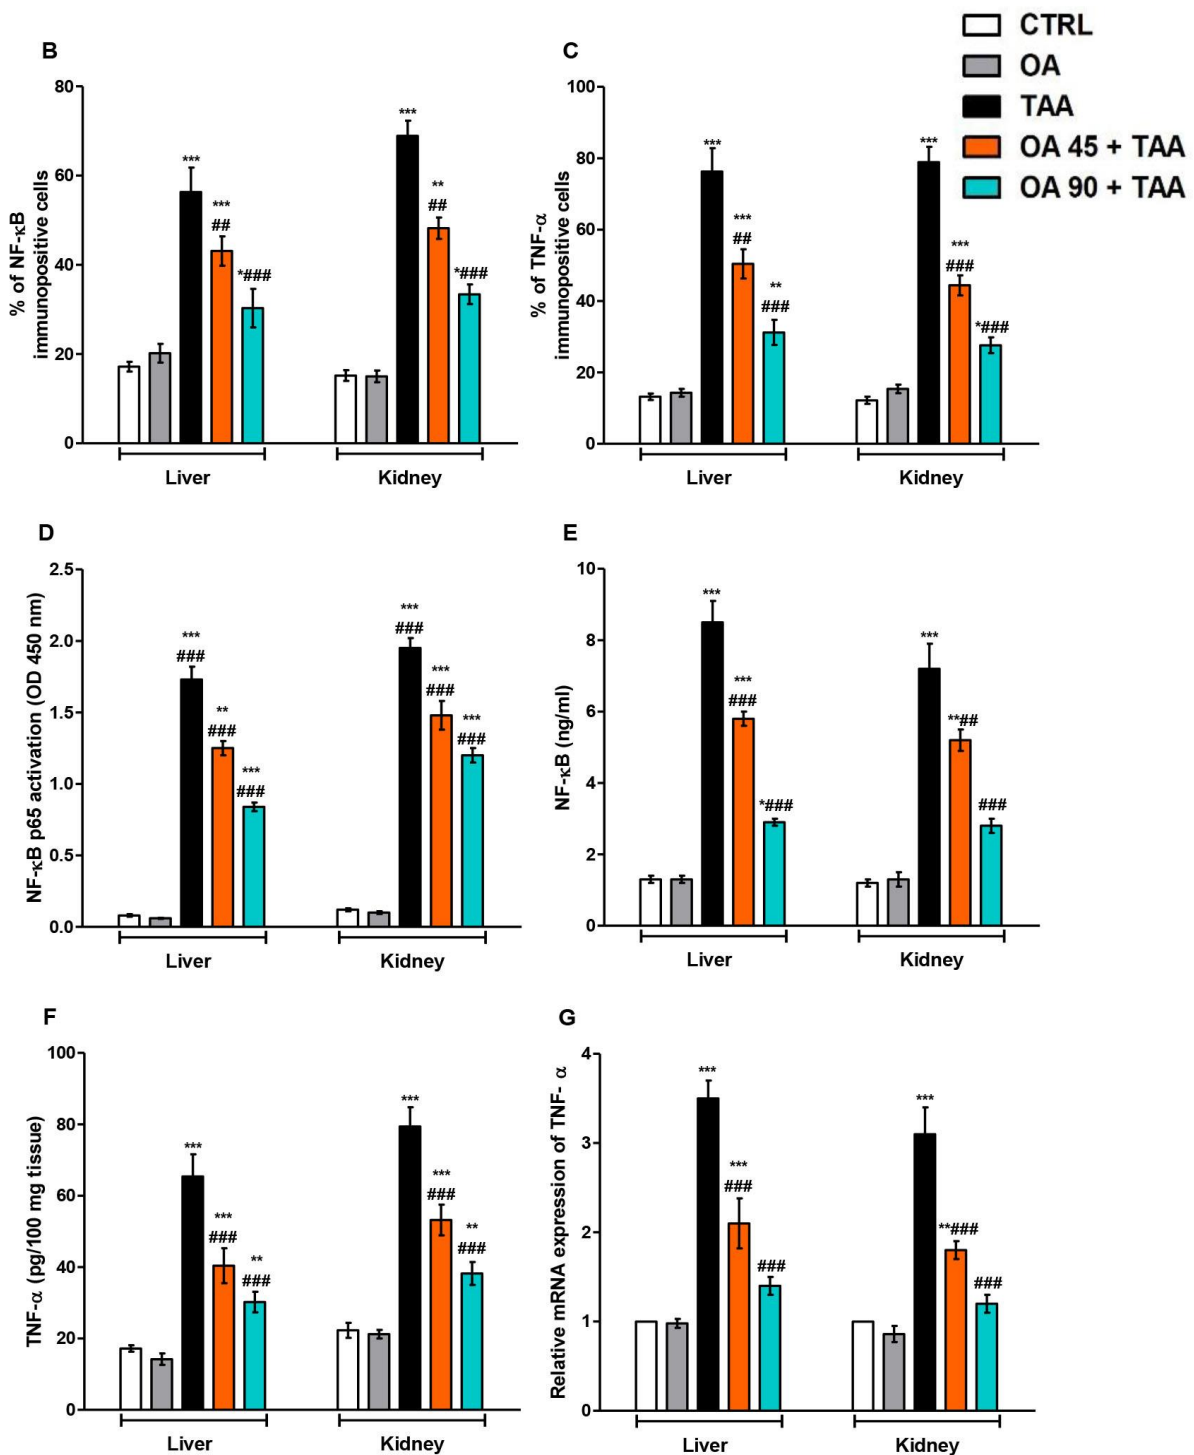 CTRL
OA
TAA
OA 45 + TAA
OA 90 + TAA
B
% of NF-κB
immunopositive cells
80
60
40
20
0
***
***
##
*###
***
**
##
*###
Liver
Kidney
C
% of TNF-α
immunopositive cells
100
80
60
40
20
0
***
***
##
**
###
***
***
###
*###
Liver
Kidney
D
NF-κB p65 activation (OD 450 nm)
2.5
2.0
1.5
1.0
0.5
0.0
***
###
**
###
***
###
***
###
***
###
***
###
Liver
Kidney
E
NF-κB (ng/ml)
10
8
6
4
2
0
***
***
###
*###
***
**##
###
Liver
Kidney
F
TNF-α (pg/100 mg tissue)
100
80
60
40
20
0
***
***
###
**
###
***
***
###
**
###
Liver
Kidney
G
Relative mRNA expression of TNF- α
4
3
2
1
0
***
***
###
###
***
**###
###
Liver
Kidney